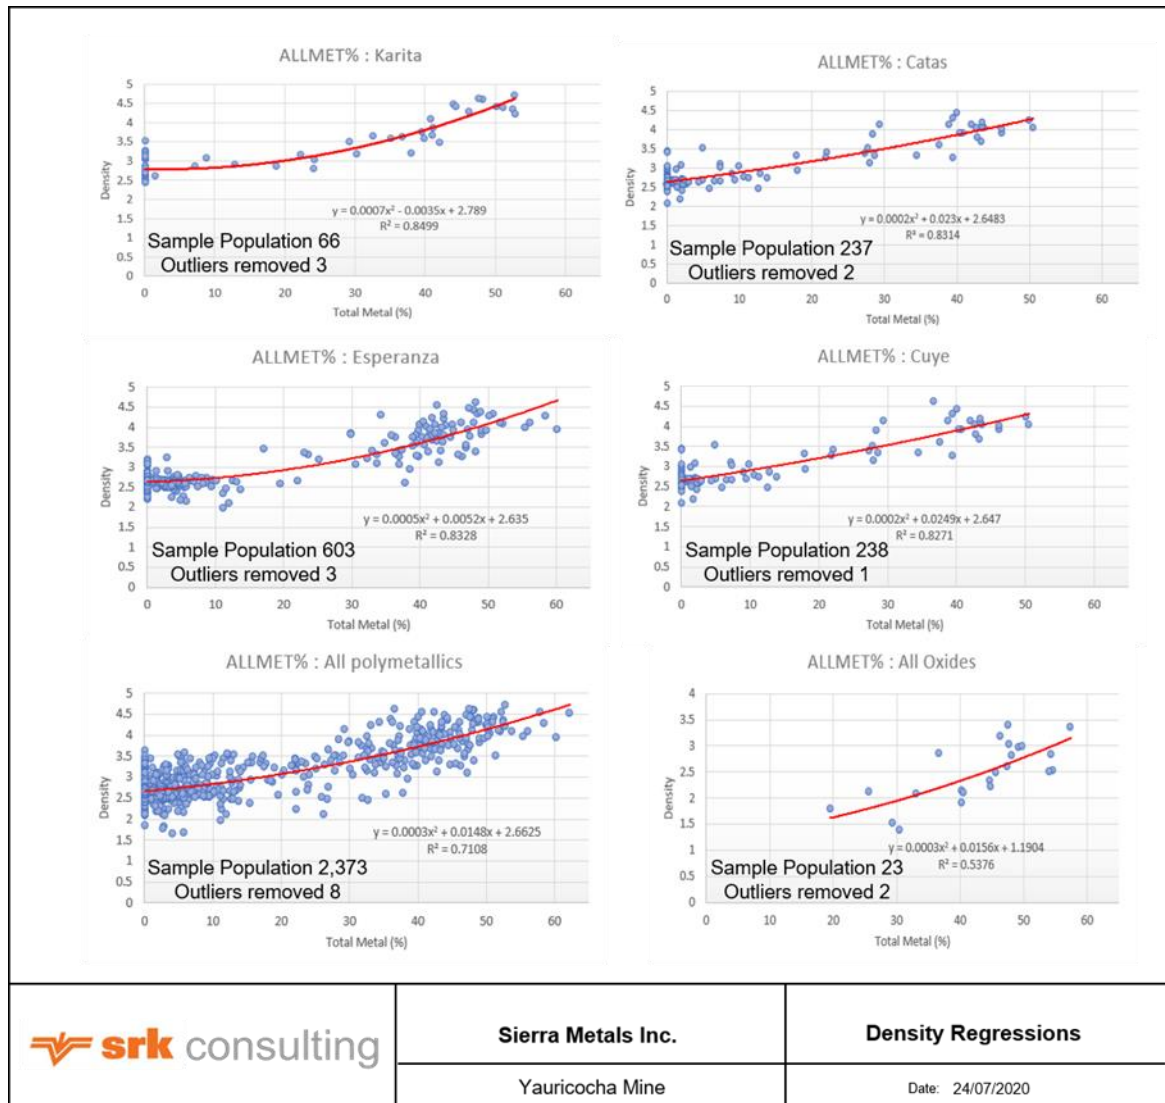 ALLMET% : Karita
5
4.5
4
3.5
3
2.5
2
1.5
1
0.5
0
Density
y = 0.0007x² - 0.0035x + 2.789
R² = 0.8499
Sample Population 66
Outliers removed 3
0 10 20 30 40 50 60
Total Metal (%)
ALLMET% : Catas
5
4.5
4
3.5
3
2.5
2
1.5
1
0.5
0
Density
y = 0.0002x² + 0.023x + 2.6483
R² = 0.8314
Sample Population 237
Outliers removed 2
0 10 20 30 40 50 60
Total Metal (%)
ALLMET% : Esperanza
5
4.5
4
3.5
3
2.5
2
1.5
1
0.5
0
Density
y = 0.0005x² + 0.0052x + 2.635
R² = 0.8328
Sample Population 603
Outliers removed 3
0 10 20 30 40 50 60
Total Metal (%)
ALLMET% : Cuye
5
4.5
4
3.5
3
2.5
2
1.5
1
0.5
0
Density
y = 0.0002x² + 0.0249x + 2.647
R² = 0.8271
Sample Population 238
Outliers removed 1
0 10 20 30 40 50 60
Total Metal (%)
ALLMET% : All polymetallics
5
4.5
4
3.5
3
2.5
2
1.5
1
0.5
0
Density
y = 0.0003x² + 0.0148x + 2.6625
R² = 0.7108
Sample Population 2,373
Outliers removed 8
0 10 20 30 40 50 60
Total Metal (%)
ALLMET% : All Oxides
4
3.5
3
2.5
2
1.5
1
0.5
0
Density
y = 0.0003x² + 0.0156x + 1.1904
R² = 0.5376
Sample Population 23
Outliers removed 2
0 10 20 30 40 50 60
Total Metal (%)
srk consulting
Sierra Metals Inc.
Yauricocha Mine
Density Regressions
Date: 24/07/2020